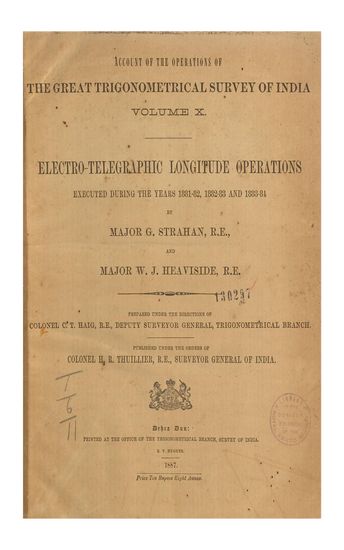 ACCOUNT OF THE OPERATIONS OF
THE GREAT TRIGONOMETRICAL SURVEY OF INDIA
VOLUME X.
ELECTRO-TELEGRAPHIC LONGITUDE OPERATIONS
EXECUTED DURING THE YEARS 1881-82, 1882-83 AND 1883-84
BY
MAJOR G. STRAHAN, R.E.,
AND
MAJOR W. J. HEAVISIDE, R.E.
130297
PREPARED UNDER THE DIRECTIONS OF
COLONEL C. T. HAIG, R.E., DEPUTY SURVEYOR GENERAL, TRIGONOMETRICAL BRANCH.
PUBLISHED UNDER THE ORDERS OF
COLONEL H. R. THUILLIER, R.E., SURVEYOR GENERAL OF INDIA.
Dehra Dun:
PRINTED AT THE OFFICE OF THE TRIGONOMETRICAL BRANCH, SURVEY OF INDIA.
1887.
Price Ten Rupees Eight Annas.